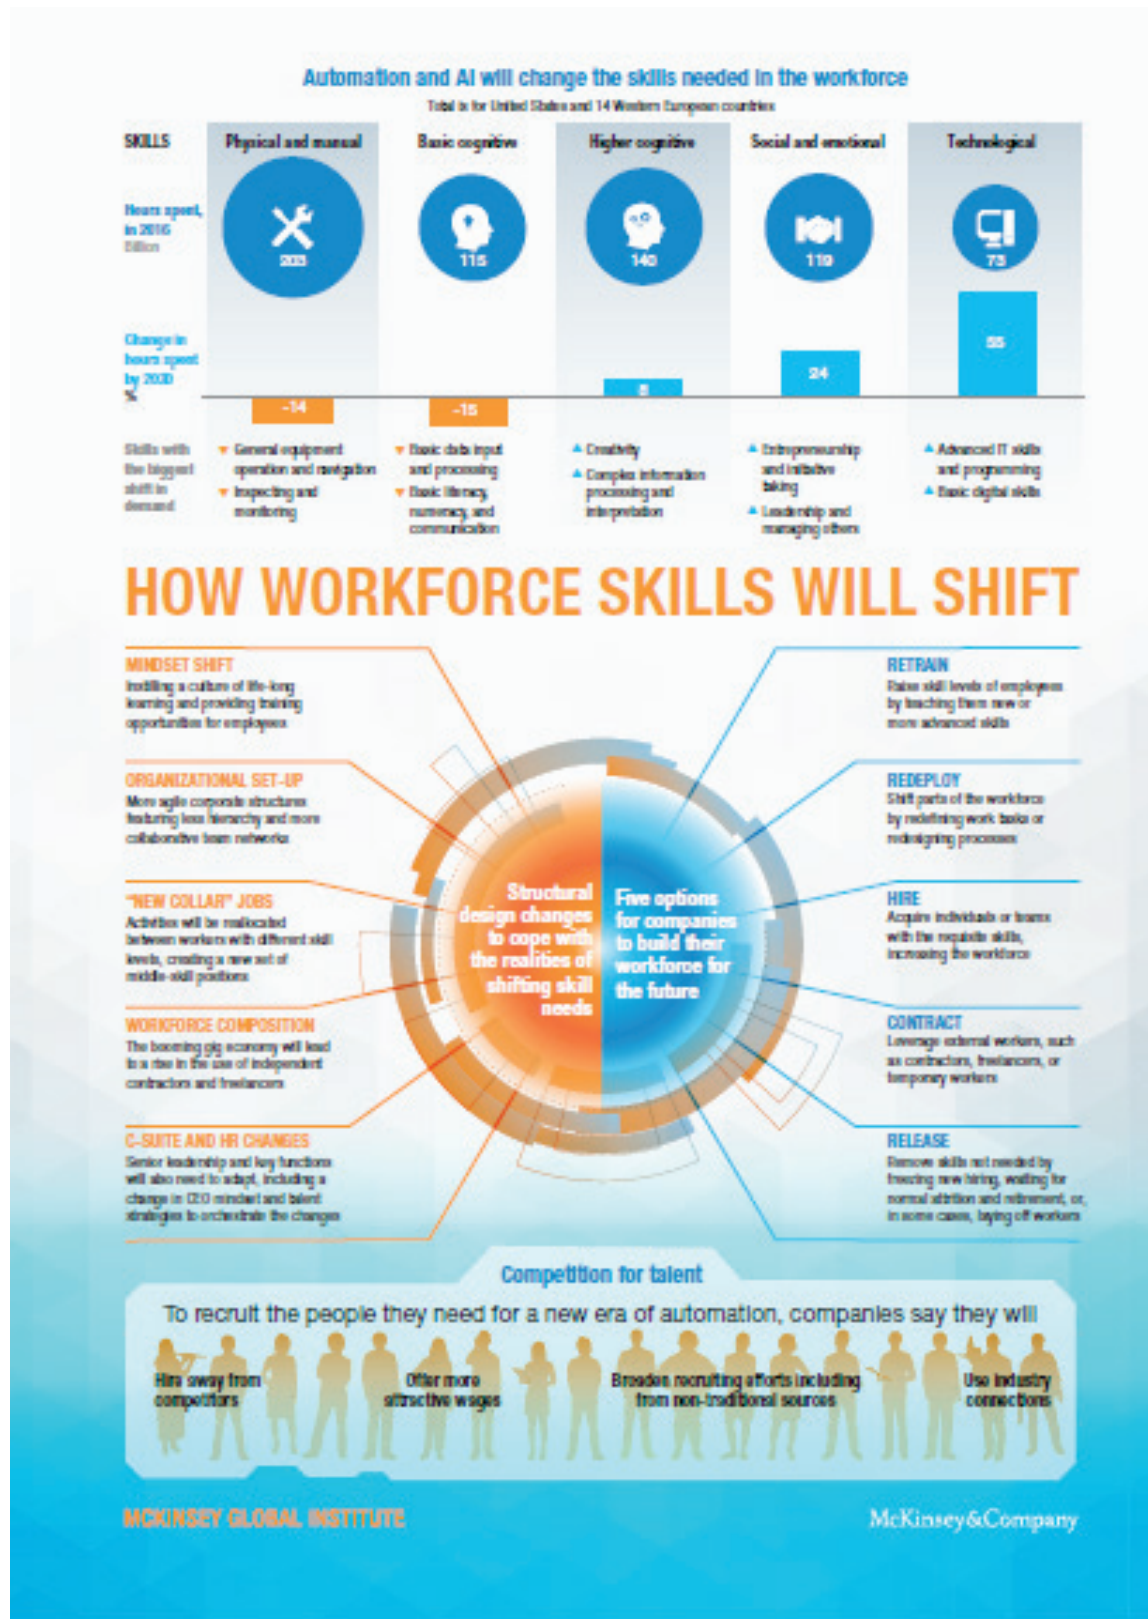 Automation and AI will change the skills needed in the workforce
Total is for United States and 14 Western European countries
SKILLS
Physical and manual
Basic cognitive
Higher cognitive
Social and emotional
Technological
Hours spent,
in 2016
Billion
203
115
140
119
73
Change in
hours spent
by 2030
%
-14
-15
8
24
55
Skills with
the biggest
shift in
demand
General equipment
operation and navigation
Inspecting and
monitoring
Basic data input
and processing
Basic literacy,
numeracy, and
communication
Creativity
Complex information
processing and
interpretation
Entrepreneurship
and initiative
taking
Leadership and
managing others
Advanced IT skills
and programming
Basic digital skills
HOW WORKFORCE SKILLS WILL SHIFT
MINDSET SHIFT
Instilling a culture of life-long
learning and providing training
opportunities for employees
ORGANIZATIONAL SET-UP
More agile corporate structures
featuring less hierarchy and more
collaborative team networks
"NEW COLLAR" JOBS
Activities will be reallocated
between workers with different skill
levels, creating a new set of
middle-skill positions
WORKFORCE COMPOSITION
The booming gig economy will lead
to a rise in the use of independent
contractors and freelancers
C-SUITE AND HR CHANGES
Senior leadership and key functions
will also need to adapt, including a
change in CEO mindset and talent
strategies to orchestrate the changes
Structural
design changes
to cope with
the realities of
shifting skill
needs
Five options
for companies
to build their
workforce for
the future
RETRAIN
Raise skill levels of employees
by teaching them new or
more advanced skills
REDEPLOY
Shift parts of the workforce
by redefining work tasks or
redesigning processes
HIRE
Acquire individuals or teams
with the requisite skills,
increasing the workforce
CONTRACT
Leverage external workers, such
as contractors, freelancers, or
temporary workers
RELEASE
Remove skills not needed by
freezing new hiring, waiting for
normal attrition and retirement, or,
in some cases, laying off workers
Competition for talent
To recruit the people they need for a new era of automation, companies say they will
Hire away from
competitors
Offer more
attractive wages
Broaden recruiting efforts including
from non-traditional sources
Use industry
connections
MCKINSEY GLOBAL INSTITUTE
McKinsey&Company